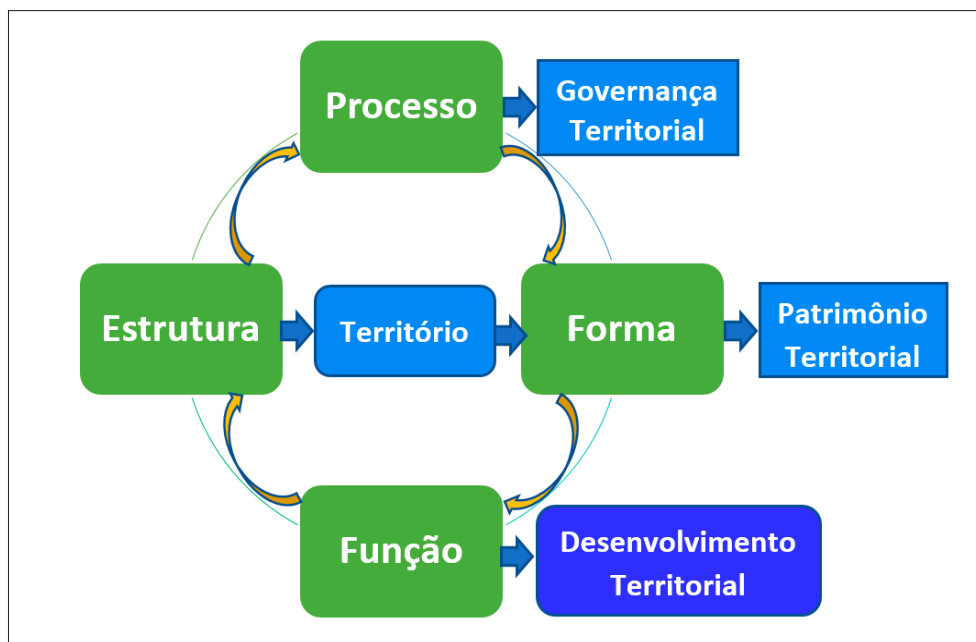 Processo
Governança
Territorial
Estrutura
Território
Forma
Patrimônio
Territorial
Função
Desenvolvimento
Territorial